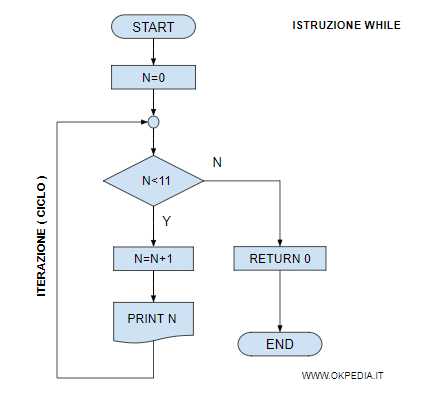 START
ISTRUZIONE WHILE
N=0
N<11
N
Y
ITERAZIONE ( CICLO )
N=N+1
RETURN 0
PRINT N
END
WWW.OKPEDIA.IT